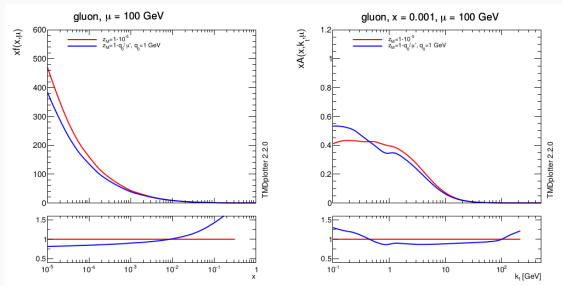 gluon, μ = 100 GeV
xf(x,μ)
600
500
400
300
200
100
0
z_M=1-10^-5
z_M=1-q_0/μ', q_0=1 GeV
TMDplotter 2.2.0
1.5
1
0.5
10^-5 10^-4 10^-3 10^-2 10^-1 1
x
gluon, x = 0.001, μ = 100 GeV
xA(x,k_t,μ)
1.2
1
0.8
0.6
0.4
0.2
0
z_M=1-10^-5
z_M=1-q_0/μ', q_0=1 GeV
TMDplotter 2.2.0
1.5
1
0.5
10^-1 1 10 10^2
k_t [GeV]